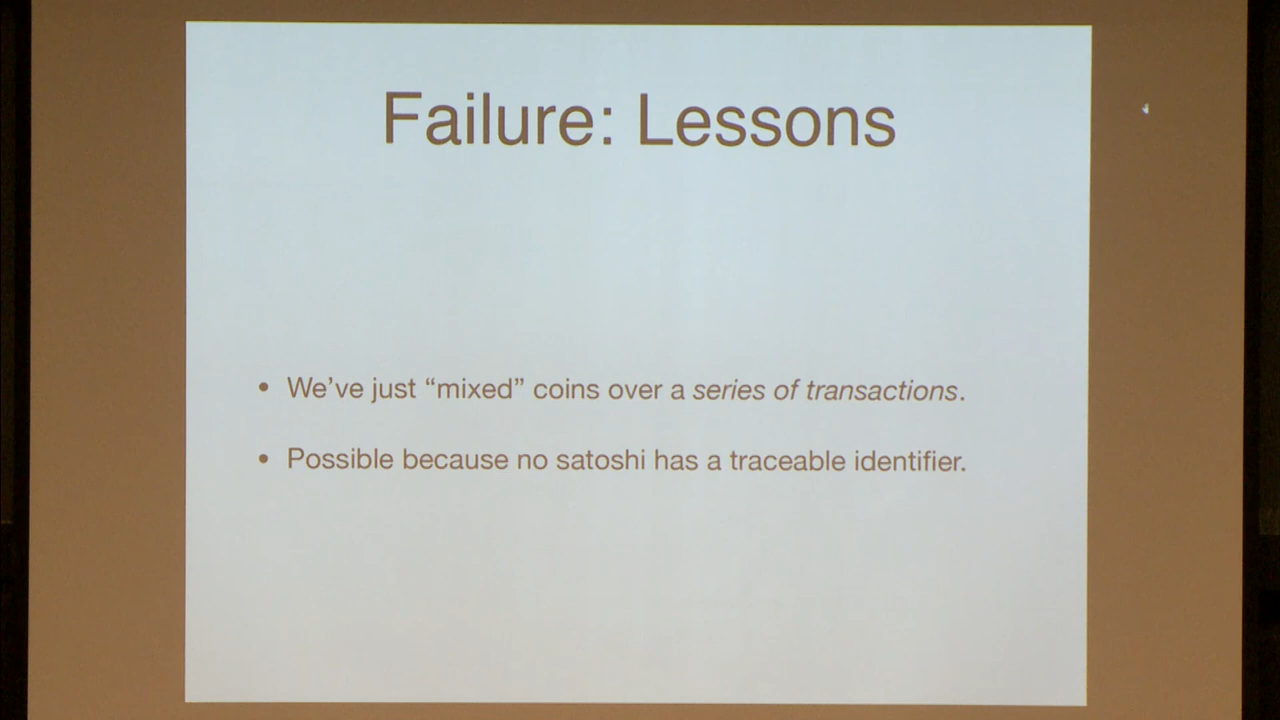 Failure: Lessons
• We’ve just “mixed” coins over a series of transactions.
• Possible because no satoshi has a traceable identifier.